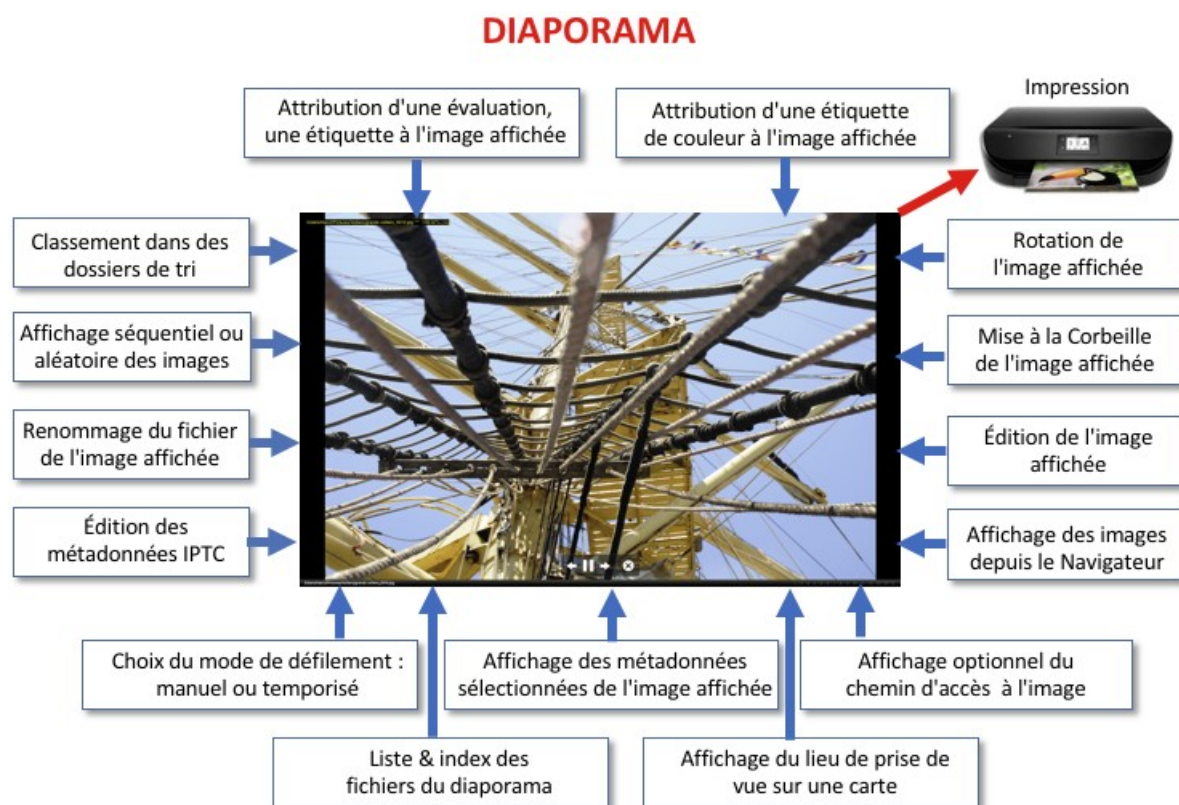 DIAPORAMA
Impression
Attribution d'une évaluation,
une étiquette à l'image affichée
Attribution d'une étiquette
de couleur à l'image affichée
Classement dans des
dossiers de tri
Rotation de
l'image affichée
Affichage séquentiel ou
aléatoire des images
Mise à la Corbeille
de l'image affichée
Renommage du fichier
de l'image affichée
Édition de l'image
affichée
Édition des
métadonnées IPTC
Affichage des images
depuis le Navigateur
Choix du mode de défilement :
manuel ou temporisé
Affichage des métadonnées
sélectionnées de l'image affichée
Affichage optionnel du
chemin d'accès  à l'image
Liste & index des
fichiers du diaporama
Affichage du lieu de prise de
vue sur une carte